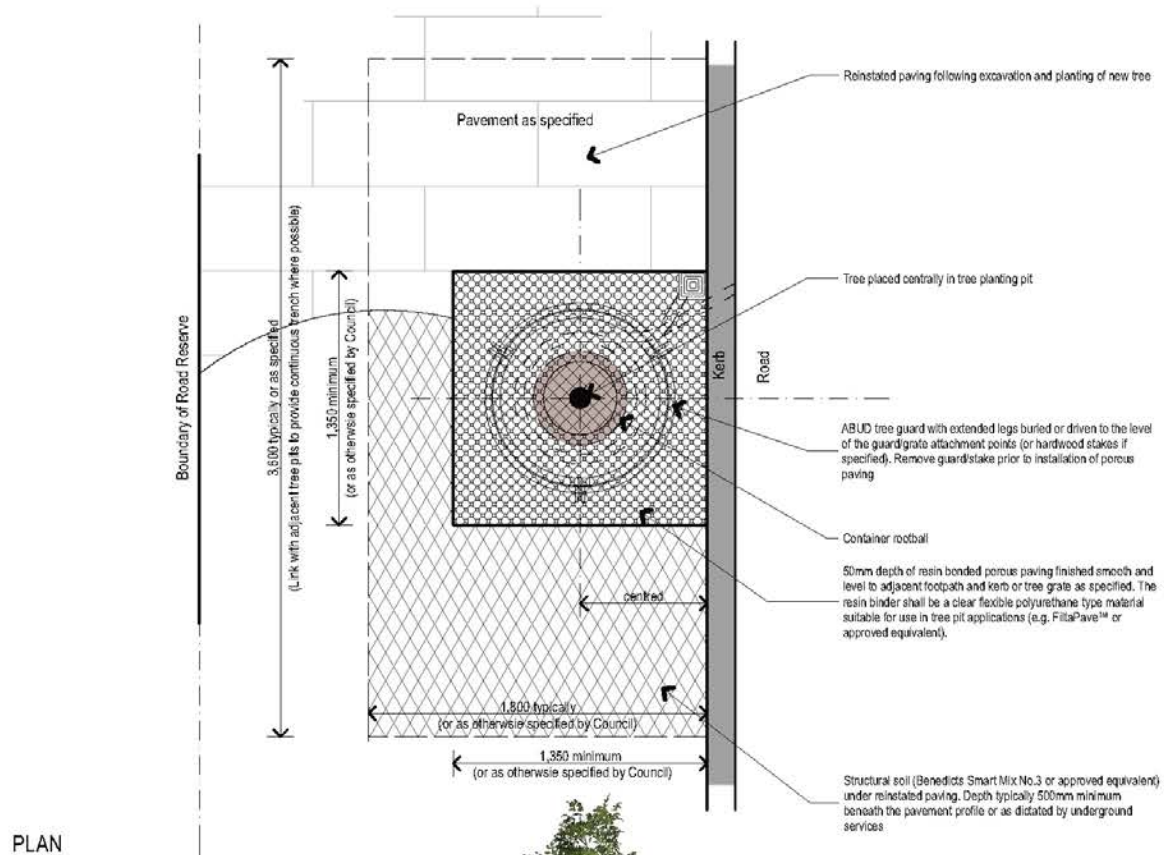 Reinstated paving following excavation and planting of new tree
Pavement as specified
Tree placed centrally in tree planting pit
Boundary of Road Reserve
3,600 typically or as specified
(Link with adjacent tree pits to provide continuous trench where possible)
1,350 minimum
(or as otherwsie specified by Council)
Kerb
Road
ABUD tree guard with extended legs buried or driven to the level
of the guard/grate attachment points (or hardwood stakes if
specified). Remove guard/stake prior to installation of porous
paving
Container rootball
50mm depth of resin bonded porous paving finished smooth and
level to adjacent footpath and kerb or tree grate as specified. The
resin binder shall be a clear flexible polyurethane type material
suitable for use in tree pit applications (e.g. FiltaPave™ or
approved equivalent).
centred
1,800 typically
(or as otherwsie specified by Council)
1,350 minimum
(or as otherwsie specified by Council)
Structural soil (Benedicts Smart Mix No.3 or approved equivalent)
under reinstated paving. Depth typically 500mm minimum
beneath the pavement profile or as dictated by underground
services
PLAN